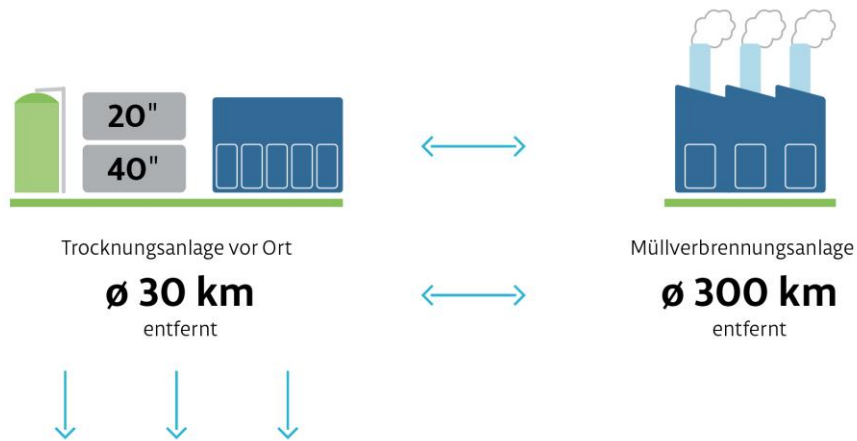 20"
40"
Trocknungsanlage vor Ort
ø 30 km
entfernt
Müllverbrennungsanlage
ø 300 km
entfernt